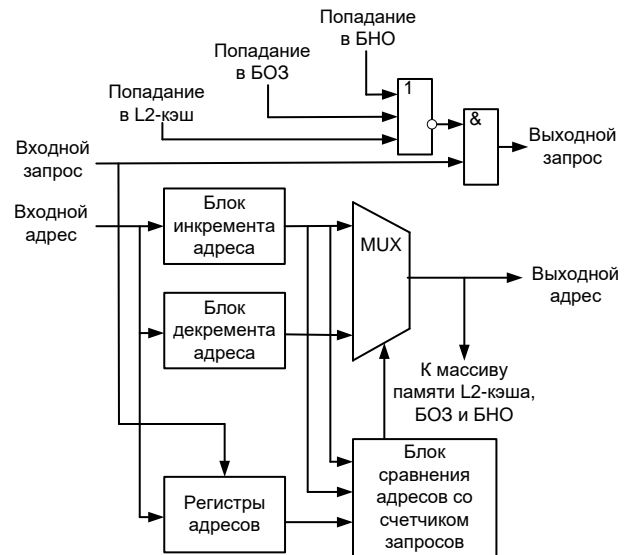 Попадание
в БНО
Попадание
в БОЗ
Попадание
в L2-кэш
1
&
Входной
запрос
Выходной
запрос
Входной
адрес
Блок
инкремента
адреса
MUX
Выходной
адрес
Блок
декремента
адреса
К массиву
памяти L2-кэша,
БОЗ и БНО
Регистры
адресов
Блок
сравнения
адресов со
счетчиком
запросов